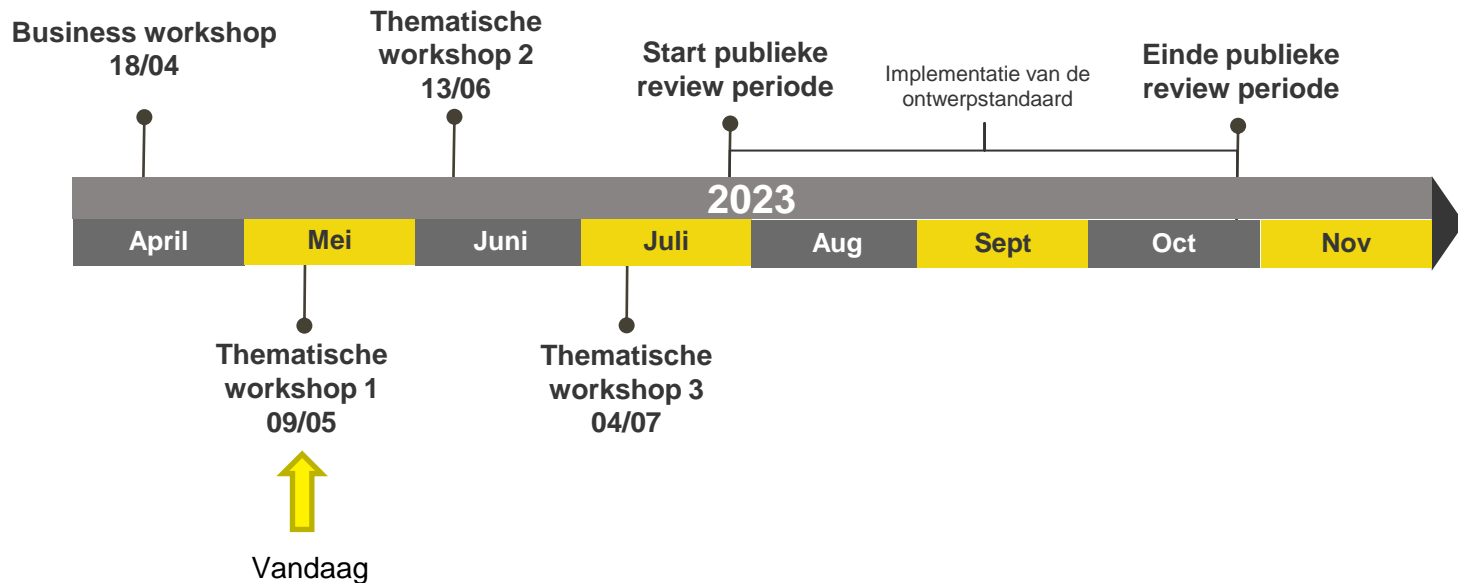 Business workshop
18/04
Thematische
workshop 2
13/06
Start publieke
review periode
Implementatie van de
ontwerpstandaard
Einde publieke
review periode
2023
April
Mei
Juni
Juli
Aug
Sept
Oct
Nov
Thematische
workshop 1
09/05
Thematische
workshop 3
04/07
Vandaag